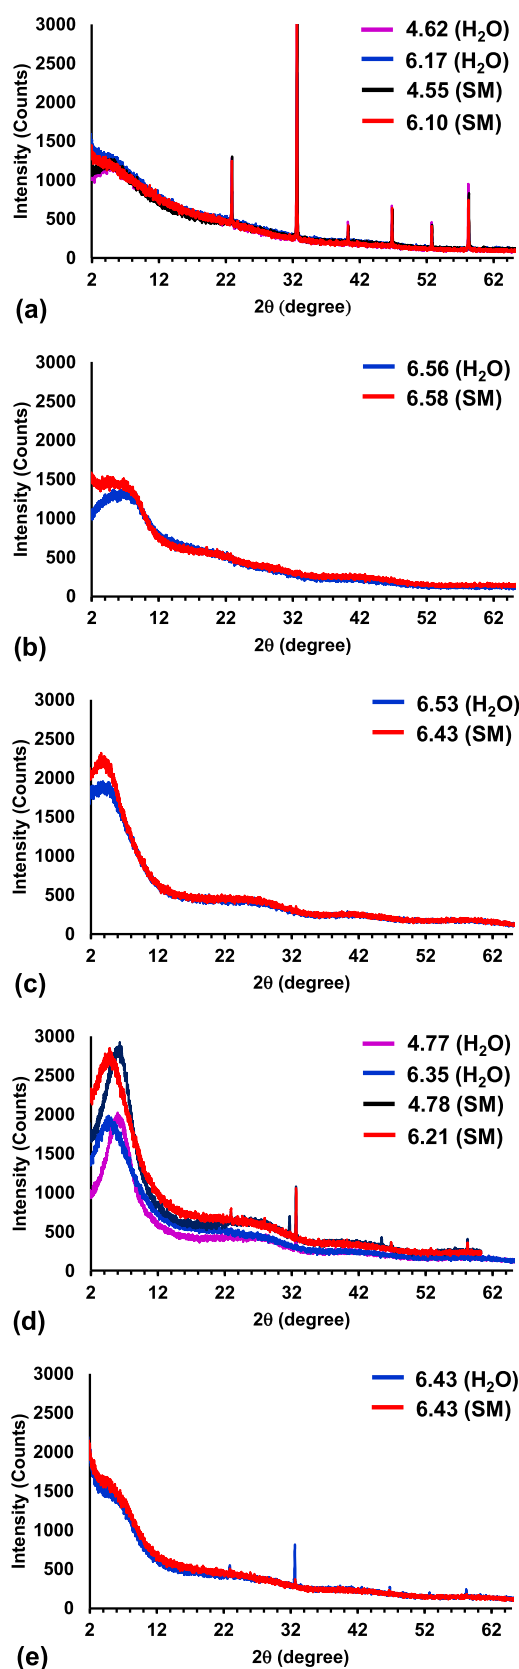 4.62 (H₂O)
6.17 (H₂O)
4.55 (SM)
6.10 (SM)
Intensity (Counts)
3000
2500
2000
1500
1000
500
0
2 12 22 32 42 52 62
2θ (degree)
(a)
6.56 (H₂O)
6.58 (SM)
Intensity (Counts)
3000
2500
2000
1500
1000
500
0
2 12 22 32 42 52 62
2θ (degree)
(b)
6.53 (H₂O)
6.43 (SM)
Intensity (Counts)
3000
2500
2000
1500
1000
500
0
2 12 22 32 42 52 62
2θ (degree)
(c)
4.77 (H₂O)
6.35 (H₂O)
4.78 (SM)
6.21 (SM)
Intensity (Counts)
3000
2500
2000
1500
1000
500
0
2 12 22 32 42 52 62
2θ (degree)
(d)
6.43 (H₂O)
6.43 (SM)
Intensity (Counts)
3000
2500
2000
1500
1000
500
0
2 12 22 32 42 52 62
2θ (degree)
(e)